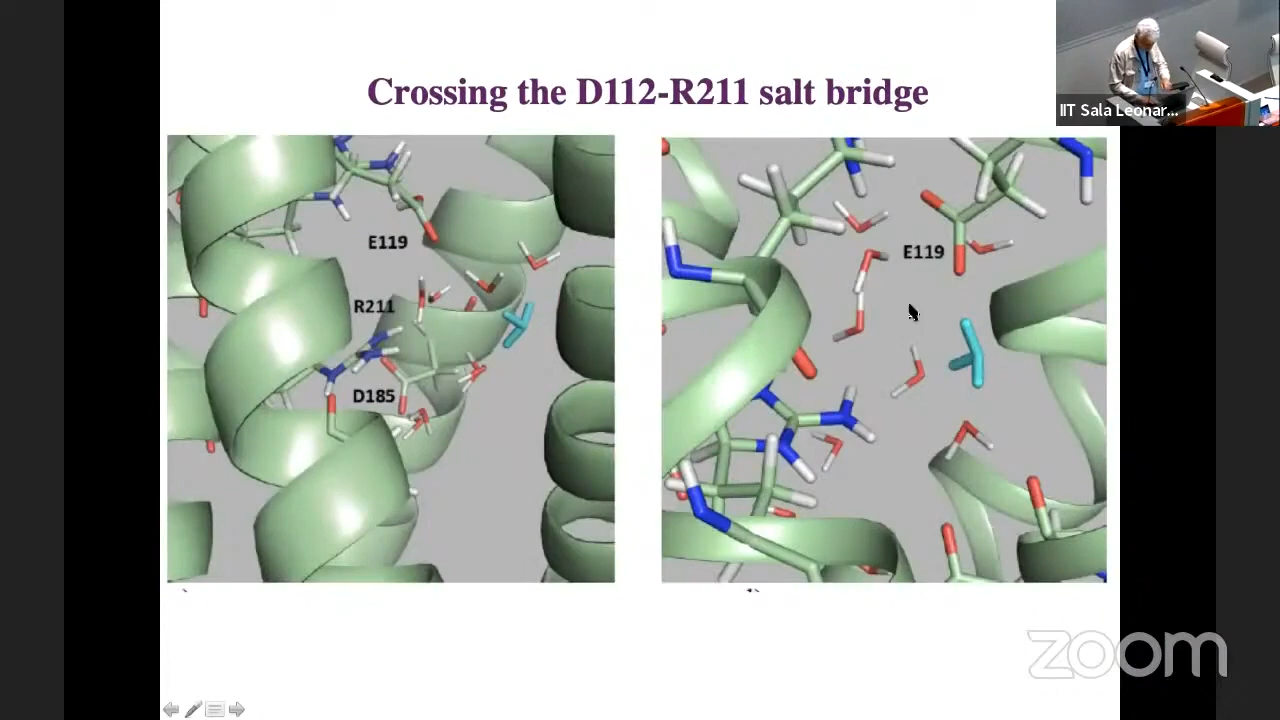 Crossing the D112-R211 salt bridge
IIT Sala Leonar...
E119
R211
D185
E119
zoom